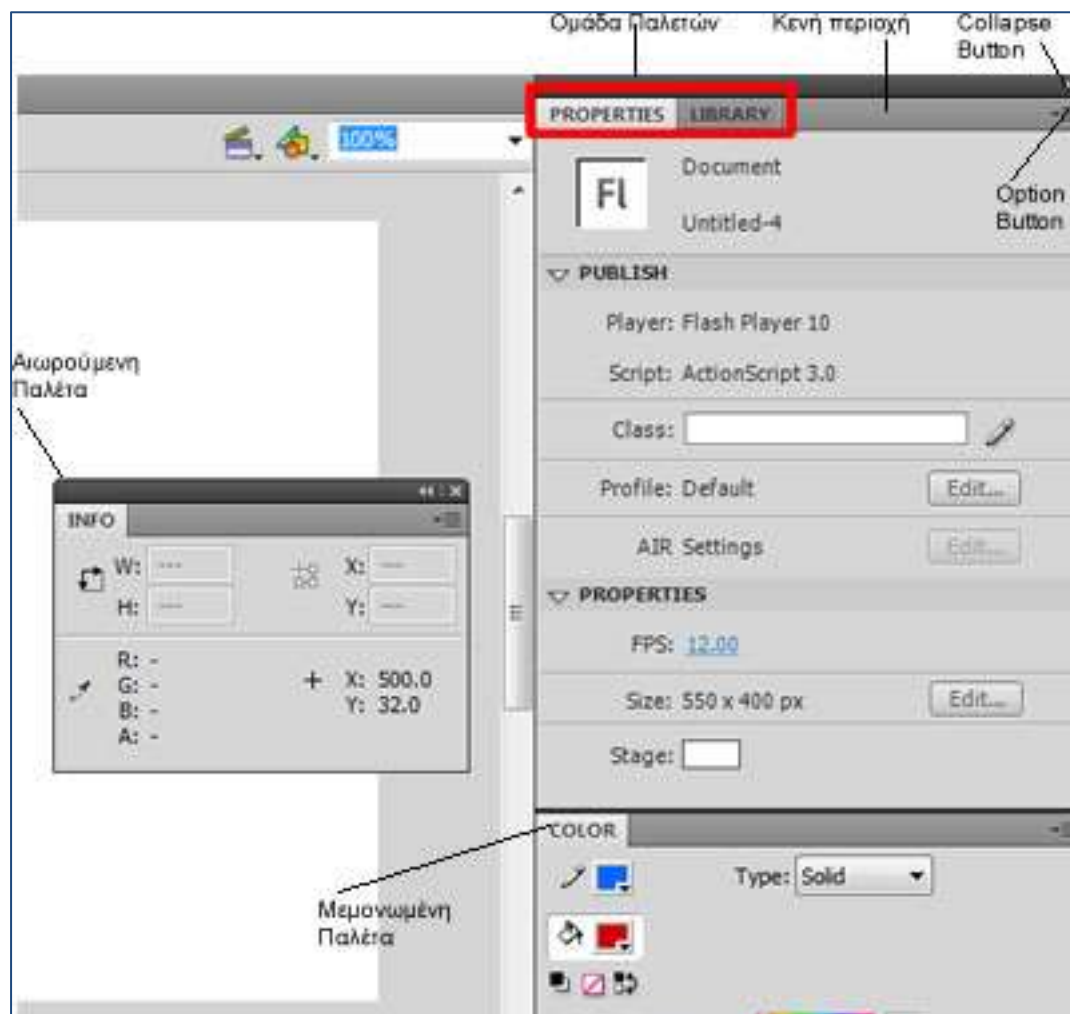 Ομάδα Παλετών Κενή περιοχή Collapse
Button
PROPERTIES LIBRARY
100%
Fl
Document
Untitled-4
Option
Button
PUBLISH
Player: Flash Player 10
Script: ActionScript 3.0
Class:
Profile: Default Edit...
AIR Settings Edit...
PROPERTIES
FPS: 12.00
Size: 550 x 400 px Edit...
Stage:
Αιωρούμενη
Παλέτα
INFO
W: --- X: ---
H: --- Y: ---
R: -
G: - + X: 500.0
B: - Y: 32.0
A: -
COLOR
Type: Solid
Μεμονωμένη
Παλέτα